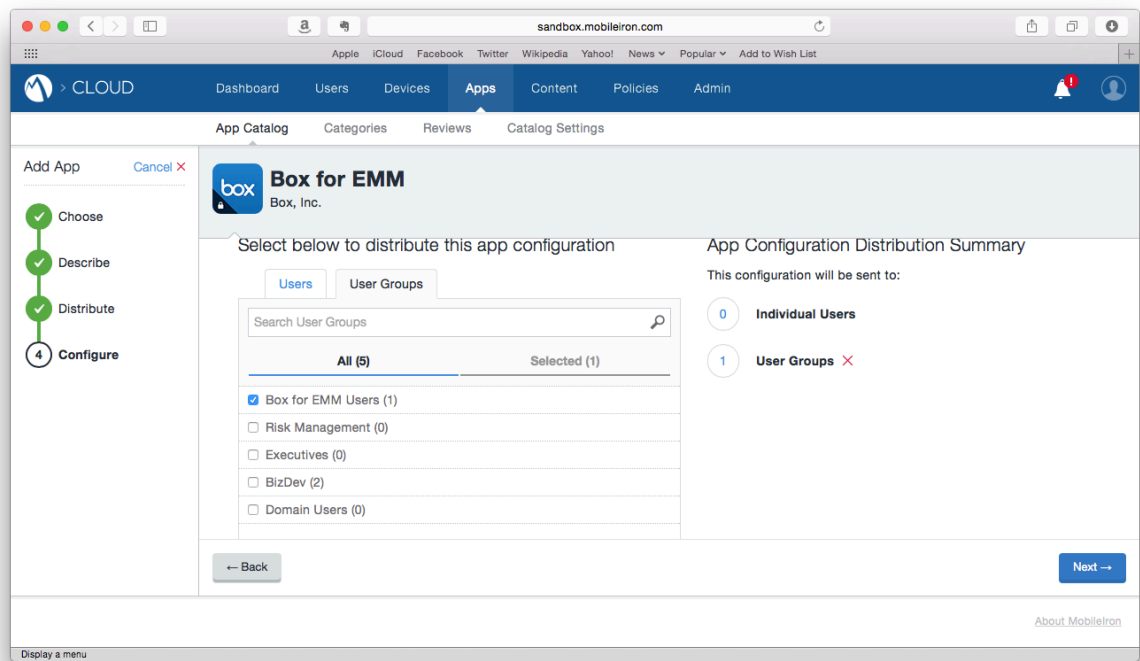 sandbox.mobileiron.com
Apple iCloud Facebook Twitter Wikipedia Yahoo! News Popular Add to Wish List
> CLOUD Dashboard Users Devices Apps Content Policies Admin !
App Catalog Categories Reviews Catalog Settings
Add App Cancel
Choose
Describe
Distribute
4 Configure
box
Box for EMM
Box, Inc.
Select below to distribute this app configuration
Users User Groups
Search User Groups
All (5) Selected (1)
Box for EMM Users (1)
Risk Management (0)
Executives (0)
BizDev (2)
Domain Users (0)
App Configuration Distribution Summary
This configuration will be sent to:
0 Individual Users
1 User Groups
← Back
Next →
About MobileIron
Display a menu